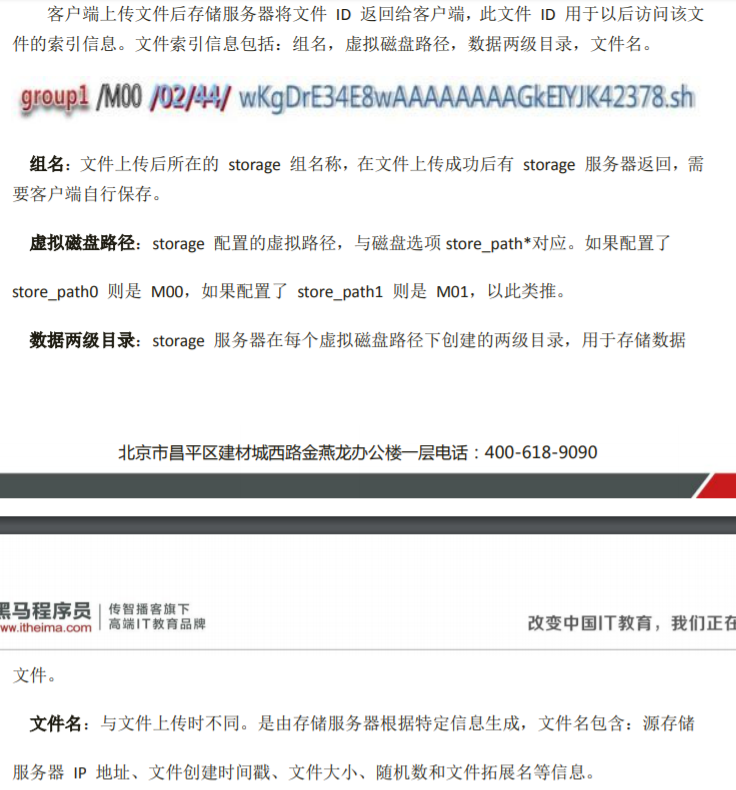 客户端上传文件后存储服务器将文件 ID 返回给客户端，此文件 ID 用于以后访问该文
件的索引信息。文件索引信息包括：组名，虚拟磁盘路径，数据两级目录，文件名。
group1 /M00 /02/44/ wKgDrE34E8wAAAAAAAAGkEIYJK42378.sh
组名：文件上传后所在的 storage 组名称，在文件上传成功后有 storage 服务器返回，需
要客户端自行保存。
虚拟磁盘路径：storage 配置的虚拟路径，与磁盘选项 store_path*对应。如果配置了
store_path0 则是 M00，如果配置了 store_path1 则是 M01，以此类推。
数据两级目录：storage 服务器在每个虚拟磁盘路径下创建的两级目录，用于存储数据
北京市昌平区建材城西路金燕龙办公楼一层电话：400-618-9090
黑马程序员 传智播客旗下
ww.itheima.com 高端IT教育品牌
改变中国IT教育，我们正在
文件。
文件名：与文件上传时不同。是由存储服务器根据特定信息生成，文件名包含：源存储
服务器 IP 地址、文件创建时间戳、文件大小、随机数和文件拓展名等信息。